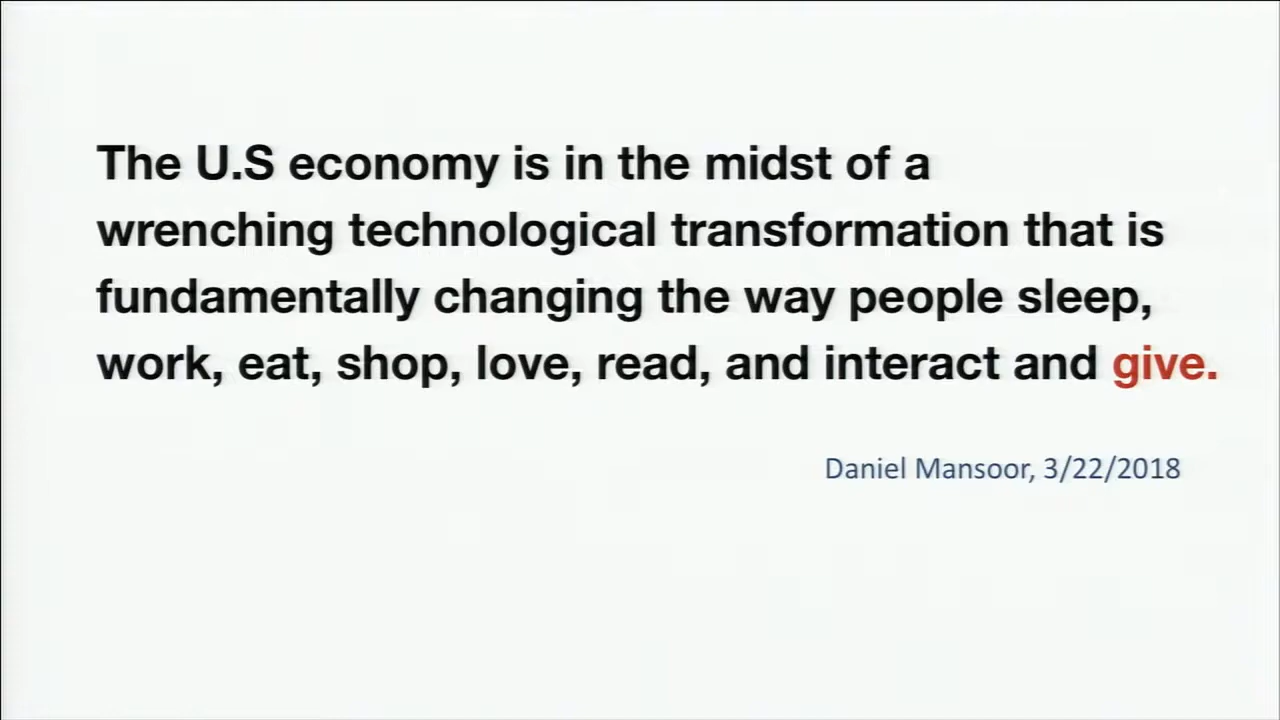 The U.S economy is in the midst of a
wrenching technological transformation that is
fundamentally changing the way people sleep,
work, eat, shop, love, read, and interact and give.
Daniel Mansoor, 3/22/2018